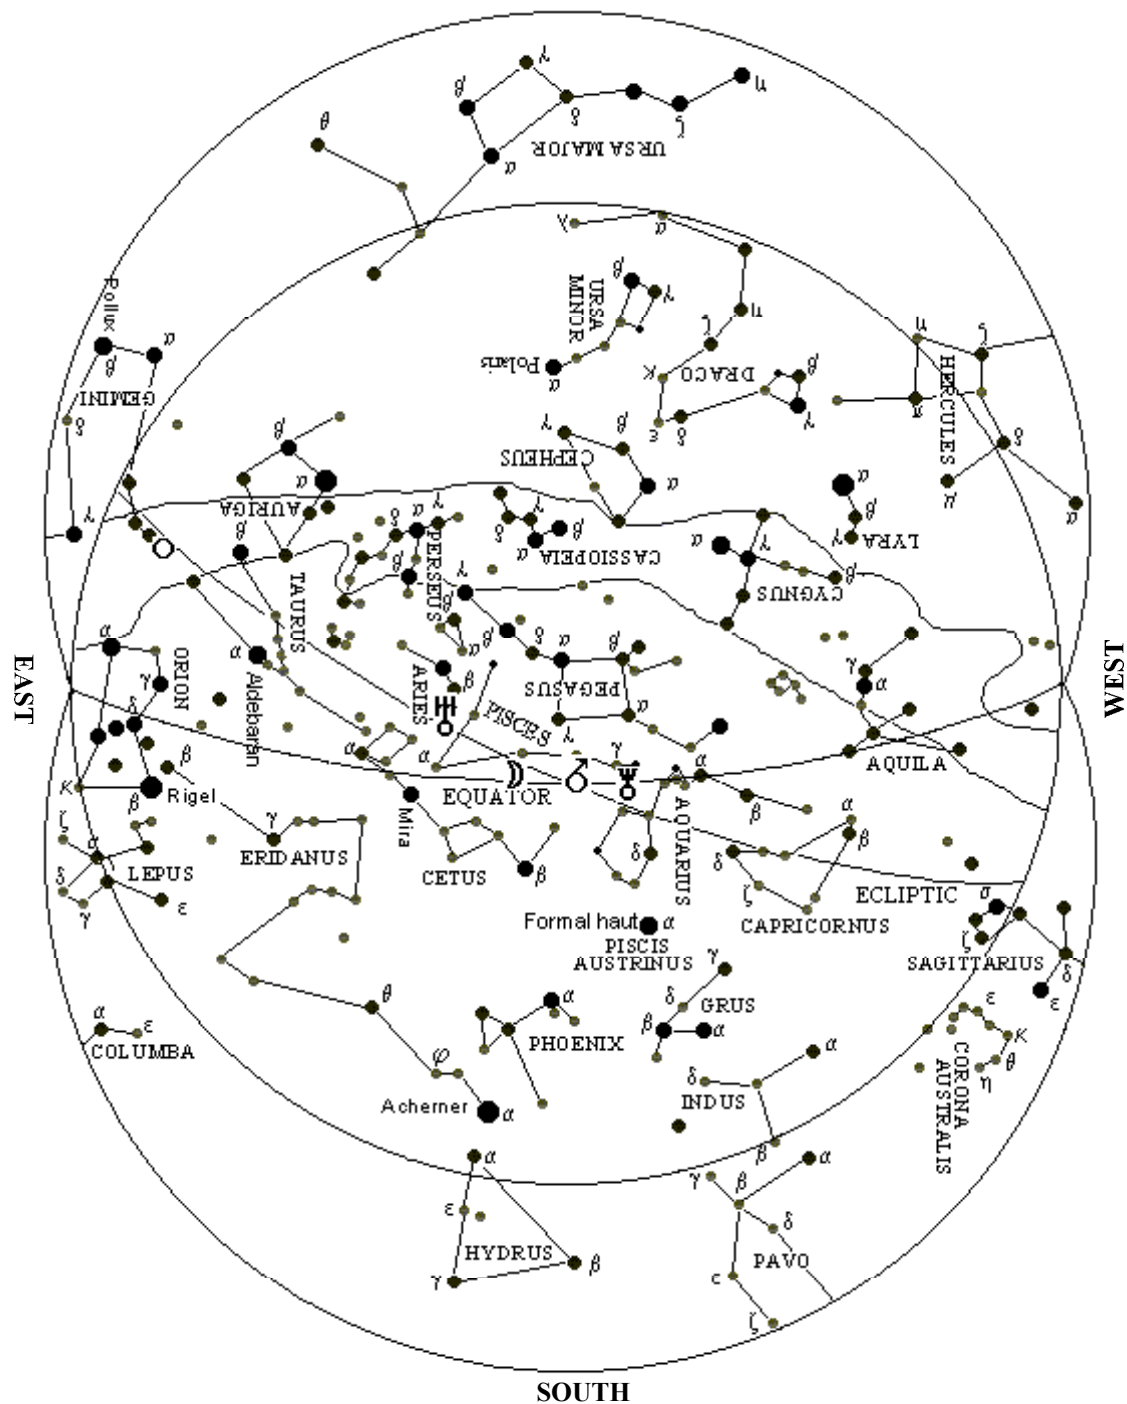 η
γ
β
ζ
δ
θ
URSA MAJOR
α
λ
α
β
URSA
MINOR
γ
η
Pollux
α
β
Polaris
α
ζ
κ
DRACO
β
η
ζ
GEMINI
δ
γ
ε
δ
π
HERCULES
β
γ
β
CEPHEUS
δ
α
α
α
μ
α
AURIGA
γ
β
δ
α
γ
δ
β
α
CASSIOPEIA
α
γ
β
γ
LYRA
β
PERSEUS
γ
β
CYGNUS
TAURUS
β
α
ORION
α
Aldebaran
α
β
δ
α
β
γ
α
γ
ARIES
β
PEGASUS
EAST
WEST
δ
PISCES
γ
α
AQUILA
α
α
γ
α
κ
β
Rigel
Mira
EQUATOR
AQUARIUS
β
α
ζ
α
γ
β
LEPUS
ERIDANUS
CETUS
β
δ
δ
δ
γ
ε
ζ
ECLIPTIC
CAPRICORNUS
σ
Formal haut
α
PISCIS
AUSTRINUS
ζ
SAGITTARIUS
δ
γ
ε
θ
α
δ
GRUS
α
ε
COLUMBA
PHOENIX
β
α
ε
κ
θ
η
CORONA
AUSTRALIS
φ
δ
α
INDUS
Acherner
α
β
α
γ
β
α
ε
δ
HYDRUS
β
PAVO
γ
ε
ζ
SOUTH